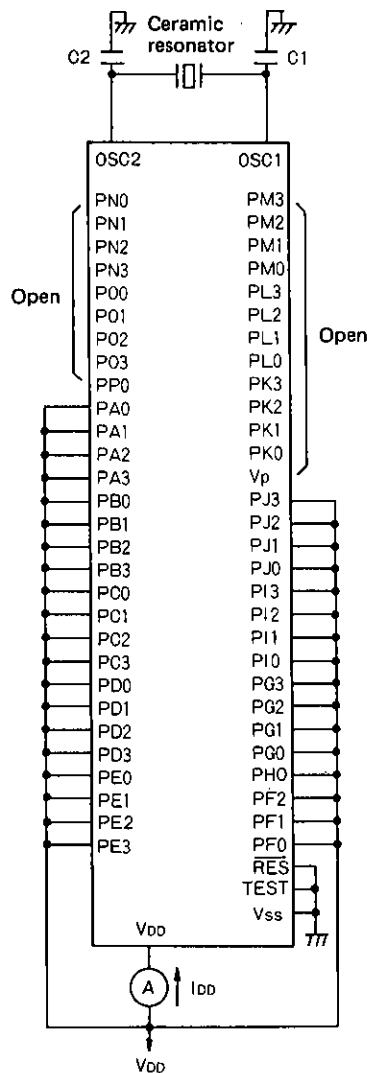 Ceramic
resonator
C2
C1
OSC2
OSC1
PN0
PN1
PN2
PN3
PO0
PO1
PO2
PO3
PP0
PA0
PA1
PA2
PA3
PB0
PB1
PB2
PB3
PC0
PC1
PC2
PC3
PD0
PD1
PD2
PD3
PE0
PE1
PE2
PE3
Open
PM3
PM2
PM1
PM0
PL3
PL2
PL1
PL0
PK3
PK2
PK1
PK0
Vp
PJ3
PJ2
PJ1
PJ0
PI3
PI2
PI1
PI0
PG3
PG2
PG1
PG0
PH0
PF2
PF1
PF0
RES
TEST
Vss
Open
VDD
A
IDD
VDD